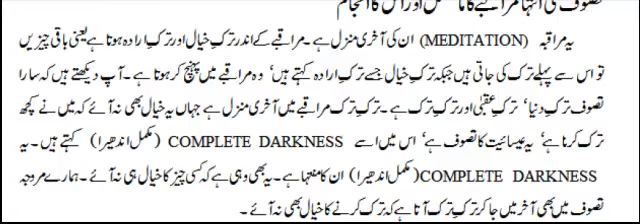 تصوف کی انتہا مراقبے کا ماحصل اور اس کا انجام
یہ مراقبہ (MEDITATION) ان کی آخری منزل ہے۔ مراقبے کے اندر ترک خیال اور ترک ارادہ ہوتا ہے یعنی باقی چیزیں
تو اس سے پہلے ترک کی جاتی ہیں جبکہ ترکِ خیال جسے ترکِ ارادہ کہتے ہیں‘ وہ مراقبے میں پہنچ کر ہوتا ہے۔ آپ دیکھتے ہیں کہ سارا
تصوف ترکِ دنیا‘ ترکِ عقبیٰ اور ترکِ ترک ہے۔ ترکِ ترک مراقبے میں آخری منزل ہے جہاں یہ خیال بھی نہ آئے کہ میں نے کچھ
ترک کرنا ہے‘ یہ عیسائیت کا تصوف ہے‘ اس میں اسے COMPLETE DARKNESS (مکمل اندھیرا) کہتے ہیں۔ یہ
COMPLETE DARKNESS (مکمل اندھیرا) ان کا منتہا ہے۔ یہ بھی وہی ہے کہ کسی چیز کا خیال ہی نہ آئے۔ ہمارے مروجہ
تصوف میں بھی آخر میں جا کر ترکِ ترک آتا ہے کہ ترک کرنے کا خیال بھی نہ آئے۔